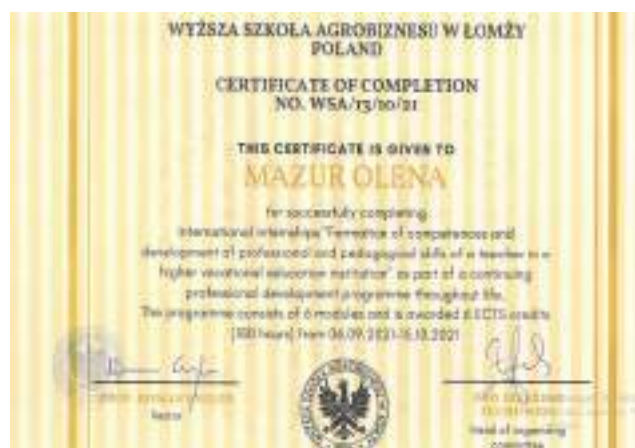 WYŻSZA SZKOŁA AGROBIZNESU W ŁOMŻY
POLAND
CERTIFICATE OF COMPLETION
NO. WSA/13/10/21
THIS CERTIFICATE IS GIVEN TO
MAZUR OLENA
for successfully completing
international internships "Formation of competences and
development of professional and pedagogical skills of a teacher in a
higher vocational education institution" as part of a continuing
professional development programme throughout life.
The programme consists of 6 modules and is awarded 6 ECTS credits
(180 hours) from 06.09.2021-15.10.2021
Rector
Head of organizing
committee